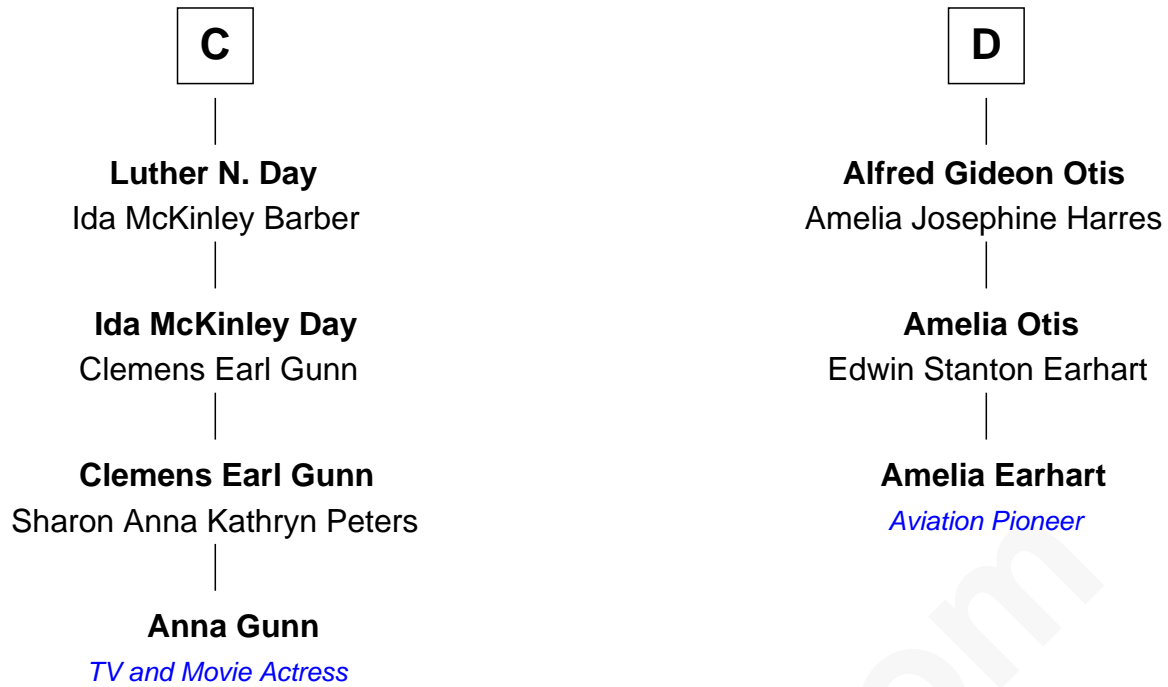 C
Luther N. Day
Ida McKinley Barber
Ida McKinley Day
Clemens Earl Gunn
Clemens Earl Gunn
Sharon Anna Kathryn Peters
Anna Gunn
TV and Movie Actress
D
Alfred Gideon Otis
Amelia Josephine Harres
Amelia Otis
Edwin Stanton Earhart
Amelia Earhart
Aviation Pioneer
om